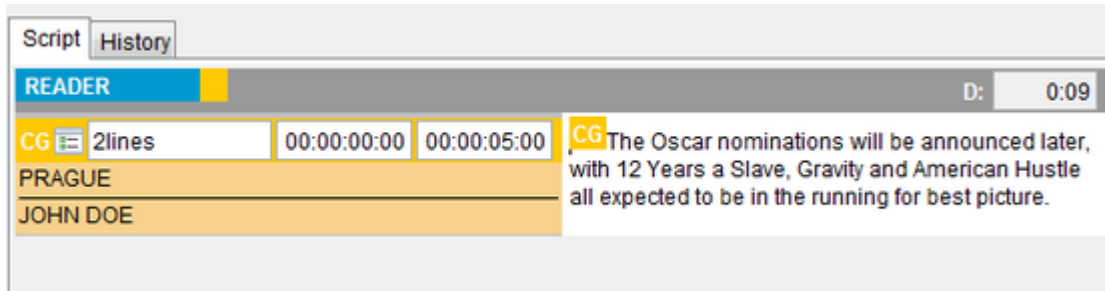 Script History
READER D: 0:09
CG 2lines 00:00:00:00 00:00:05:00
PRAGUE
JOHN DOE
CG The Oscar nominations will be announced later,
with 12 Years a Slave, Gravity and American Hustle
all expected to be in the running for best picture.